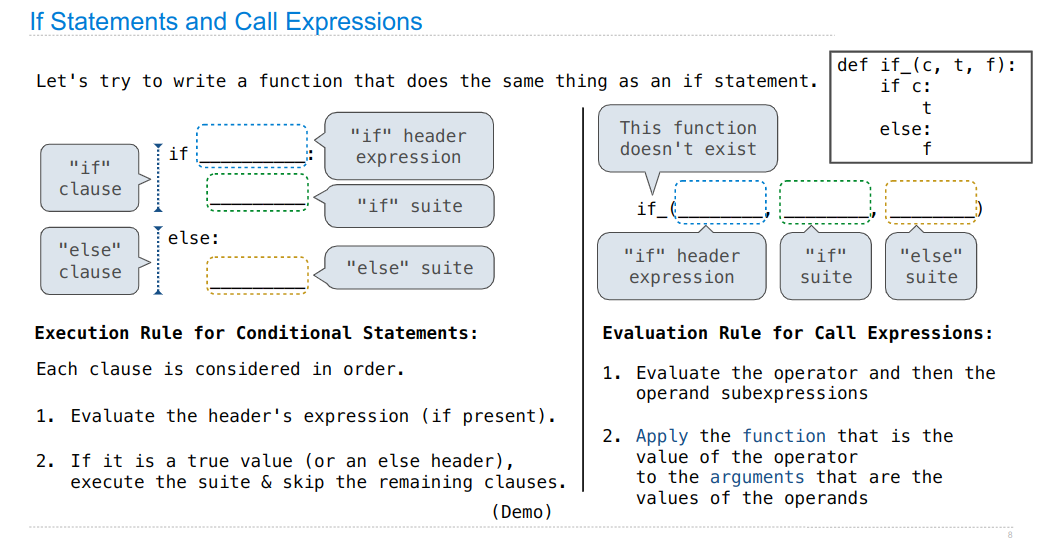 If Statements and Call Expressions
Let's try to write a function that does the same thing as an if statement.
def if_(c, t, f):
    if c:
        t
    else:
        f
"if"
clause
if __________:
"if" header
expression
_________
"if" suite
"else"
clause
else:
_________
"else" suite
This function
doesn't exist
if_(________, ________, ________)
"if" header
expression
"if"
suite
"else"
suite
Execution Rule for Conditional Statements:
Each clause is considered in order.
1. Evaluate the header's expression (if present).
2. If it is a true value (or an else header),
execute the suite & skip the remaining clauses.
(Demo)
Evaluation Rule for Call Expressions:
1. Evaluate the operator and then the
operand subexpressions
2. Apply the function that is the
value of the operator
to the arguments that are the
values of the operands
8